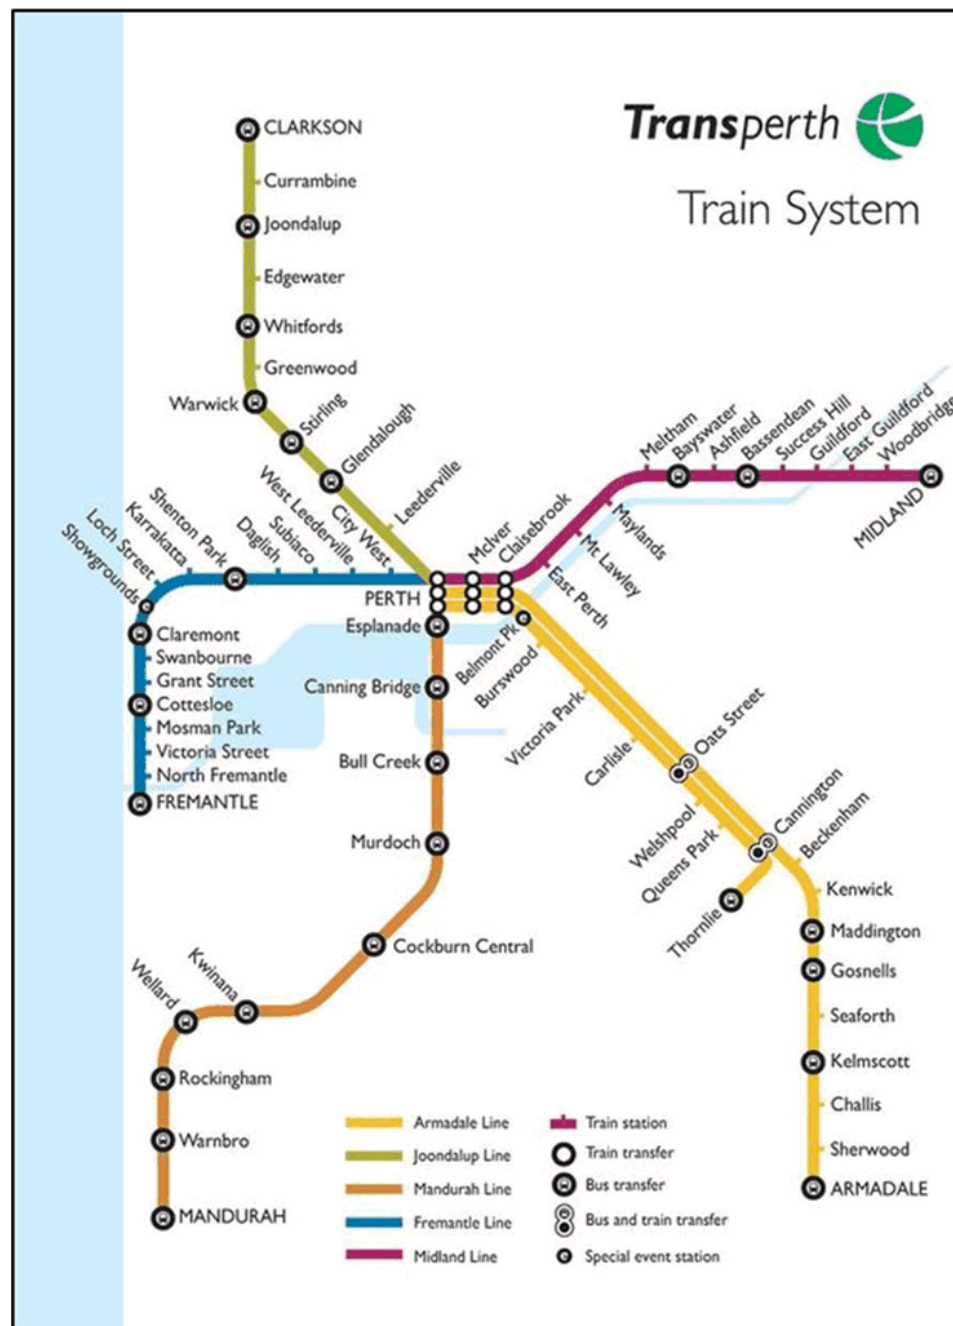 Transperth
Train System
CLARKSON
Currambine
Joondalup
Edgewater
Whitfords
Greenwood
Warwick
Stirling
Glendalough
Leederville
West Leederville
City West
Subiaco
Daglish
Shenton Park
Karrakatta
Loch Street
Showgrounds
Claremont
Swanbourne
Grant Street
Cottesloe
Mosman Park
Victoria Street
North Fremantle
FREMANTLE
PERTH
McIver
Claisebrook
East Perth
Mt Lawley
Maylands
Meltham
Bayswater
Ashfield
Bassendean
Success Hill
Guildford
East Guildford
Woodbridge
MIDLAND
Esplanade
Canning Bridge
Bull Creek
Murdoch
Cockburn Central
Kwinana
Wellard
Rockingham
Warnbro
MANDURAH
Belmont Pk
Burswood
Victoria Park
Carlisle
Oats Street
Welshpool
Queens Park
Cannington
Beckenham
Thornlie
Kenwick
Maddington
Gosnells
Seaforth
Kelmscott
Challis
Sherwood
ARMADALE
Armadale Line
Joondalup Line
Mandurah Line
Fremantle Line
Midland Line
Train station
Train transfer
Bus transfer
Bus and train transfer
Special event station